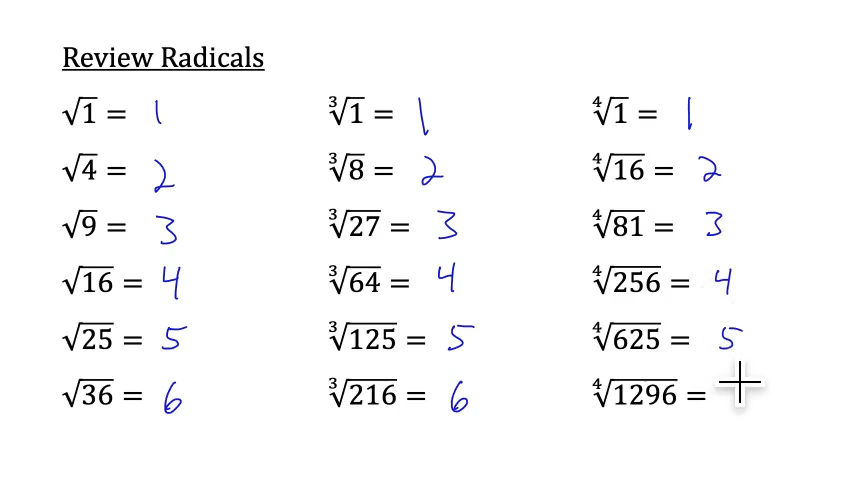 Review Radicals
√1 = 1 ∛1 = 1 ∜1 = 1
√4 = 2 ∛8 = 2 ∜16 = 2
√9 = 3 ∛27 = 3 ∜81 = 3
√16 = 4 ∛64 = 4 ∜256 = 4
√25 = 5 ∛125 = 5 ∜625 = 5
√36 = 6 ∛216 = 6 ∜1296 =